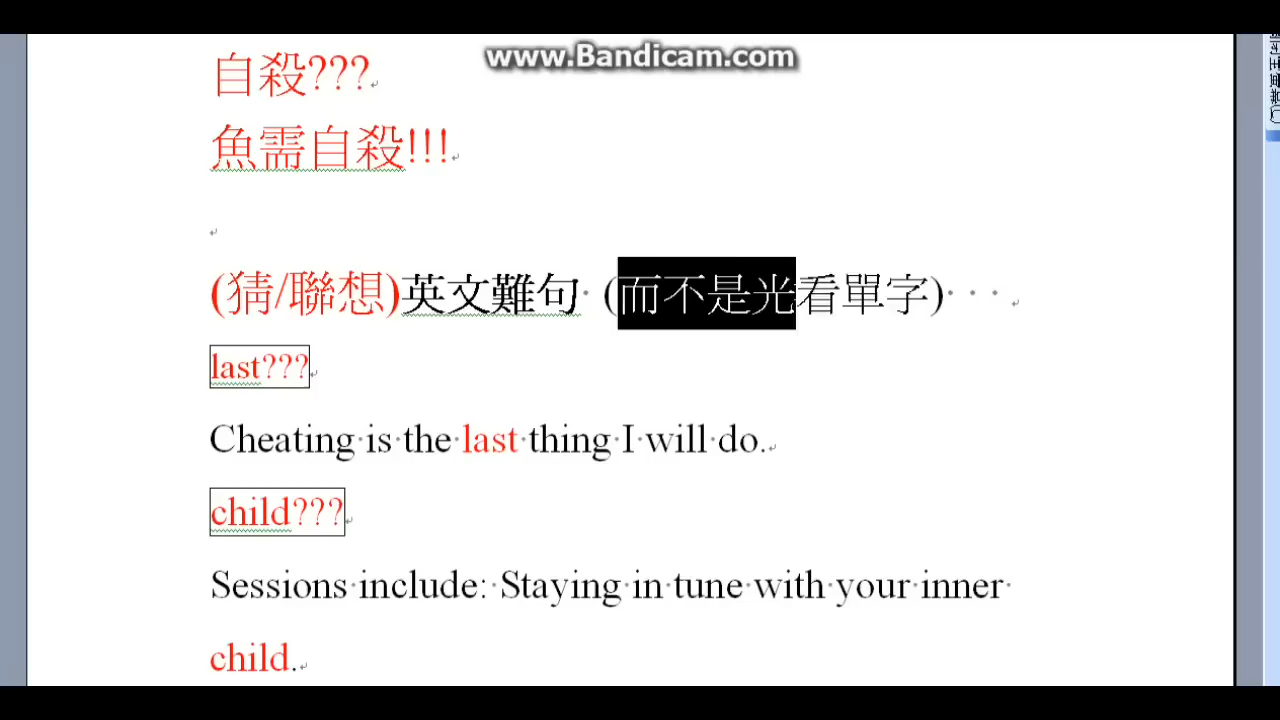 www.Bandicam.com
自殺???
魚需自殺!!!
(猜/聯想)英文難句 (而不是光看單字)···
last???
Cheating is the last thing I will do.
child???
Sessions include: Staying in tune with your inner
child.